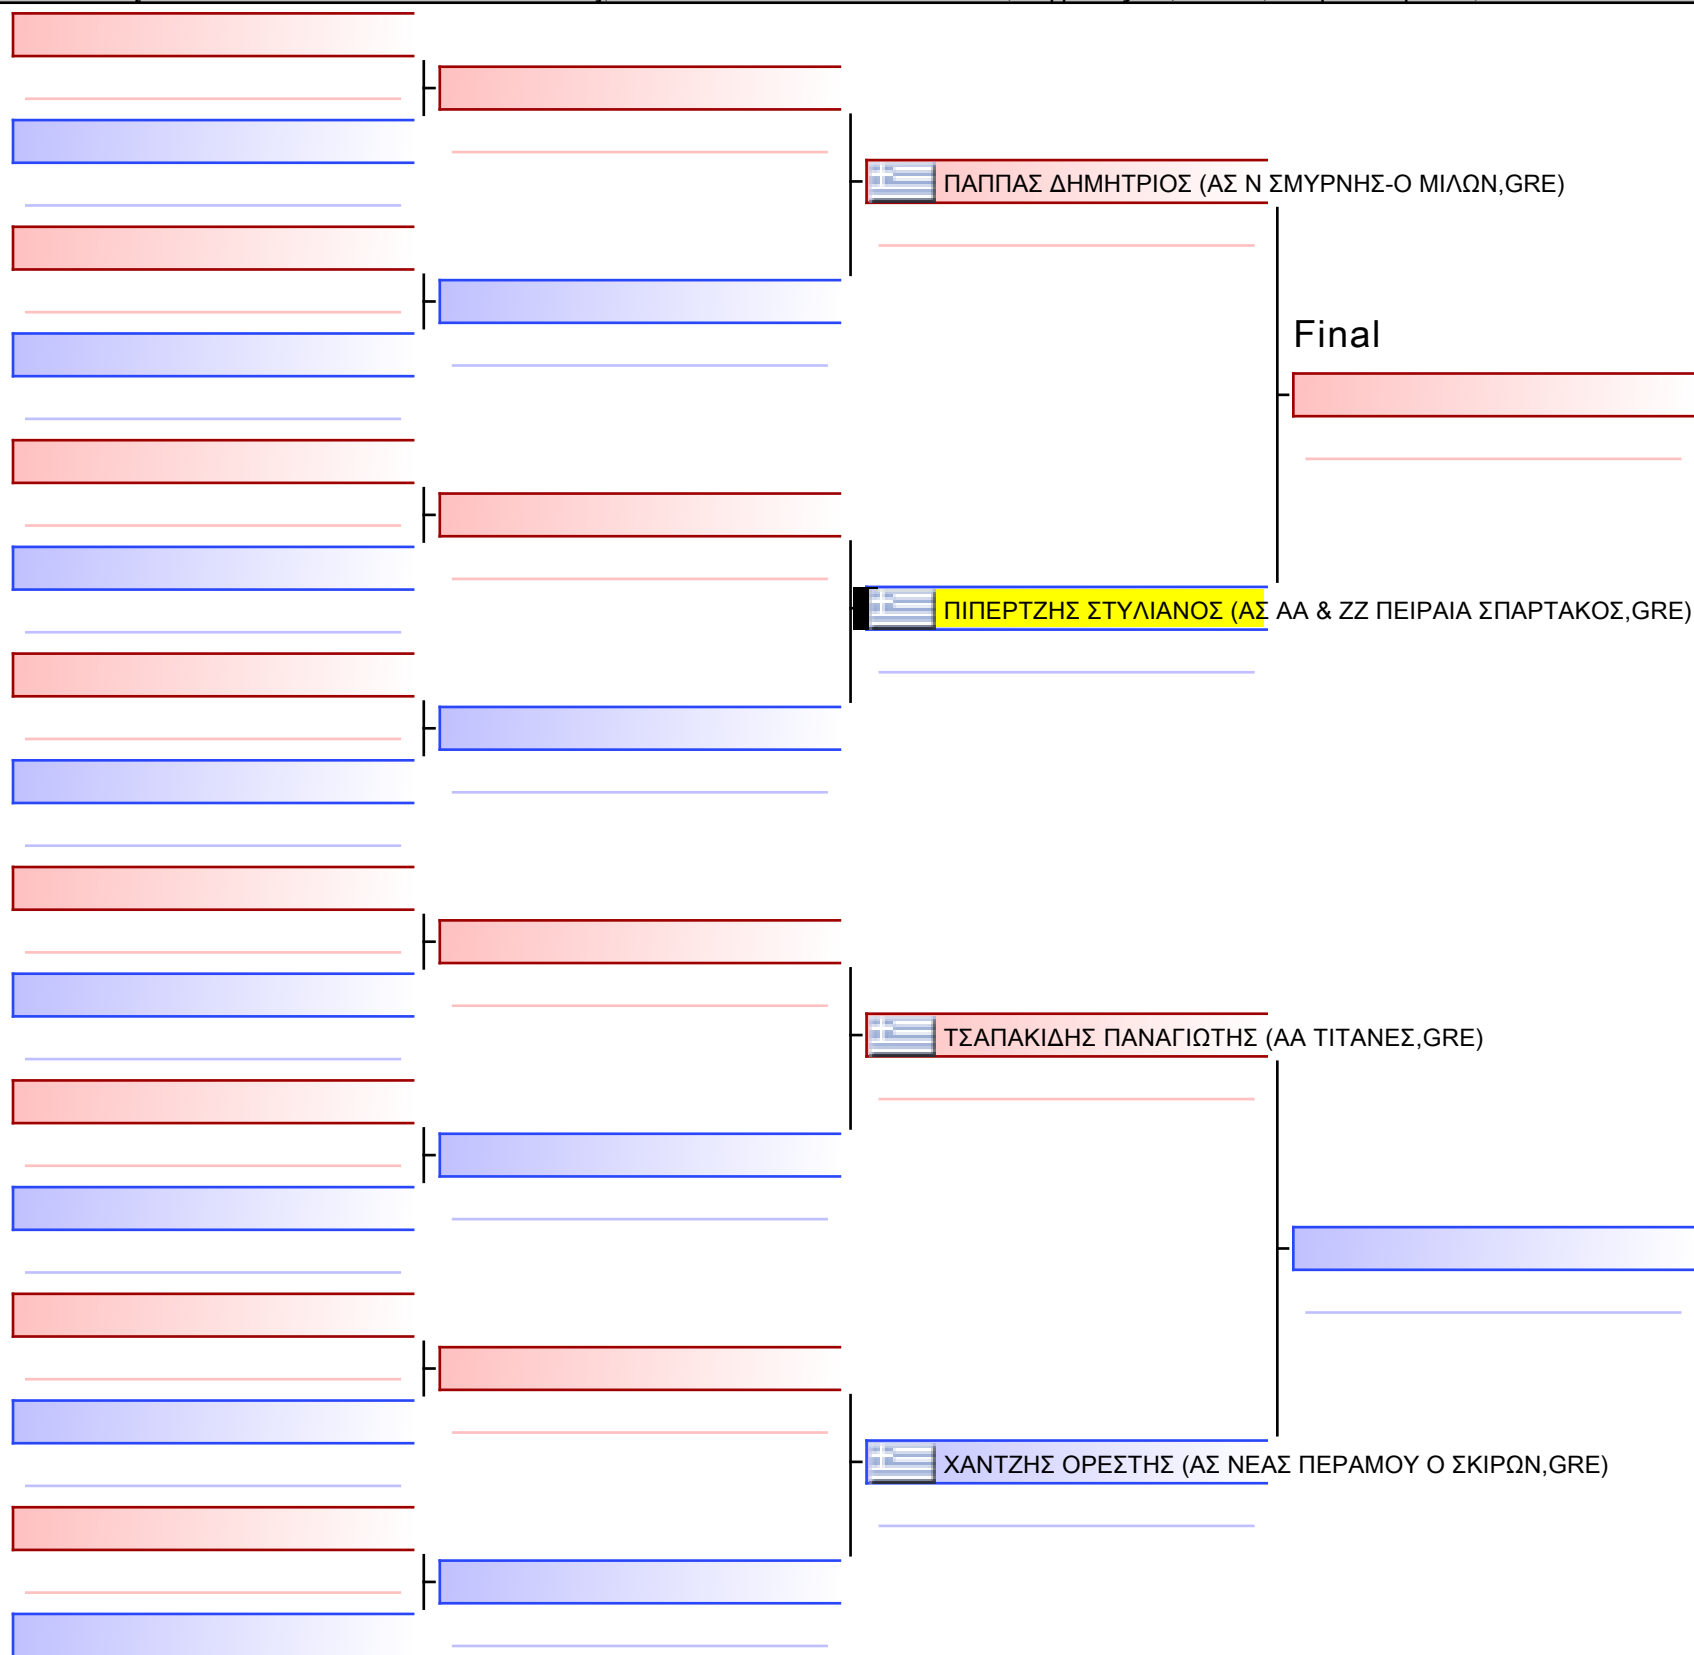 ΠΑΠΠΑΣ ΔΗΜΗΤΡΙΟΣ (ΑΣ Ν ΣΜΥΡΝΗΣ-Ο ΜΙΛΩΝ,GRE)
Final
ΠΙΠΕΡΤΖΗΣ ΣΤΥΛΙΑΝΟΣ (ΑΣ ΑΑ & ΖΖ ΠΕΙΡΑΙΑ ΣΠΑΡΤΑΚΟΣ,GRE)
ΤΣΑΠΑΚΙΔΗΣ ΠΑΝΑΓΙΩΤΗΣ (ΑΑ ΤΙΤΑΝΕΣ,GRE)
ΧΑΝΤΖΗΣ ΟΡΕΣΤΗΣ (ΑΣ ΝΕΑΣ ΠΕΡΑΜΟΥ Ο ΣΚΙΡΩΝ,GRE)